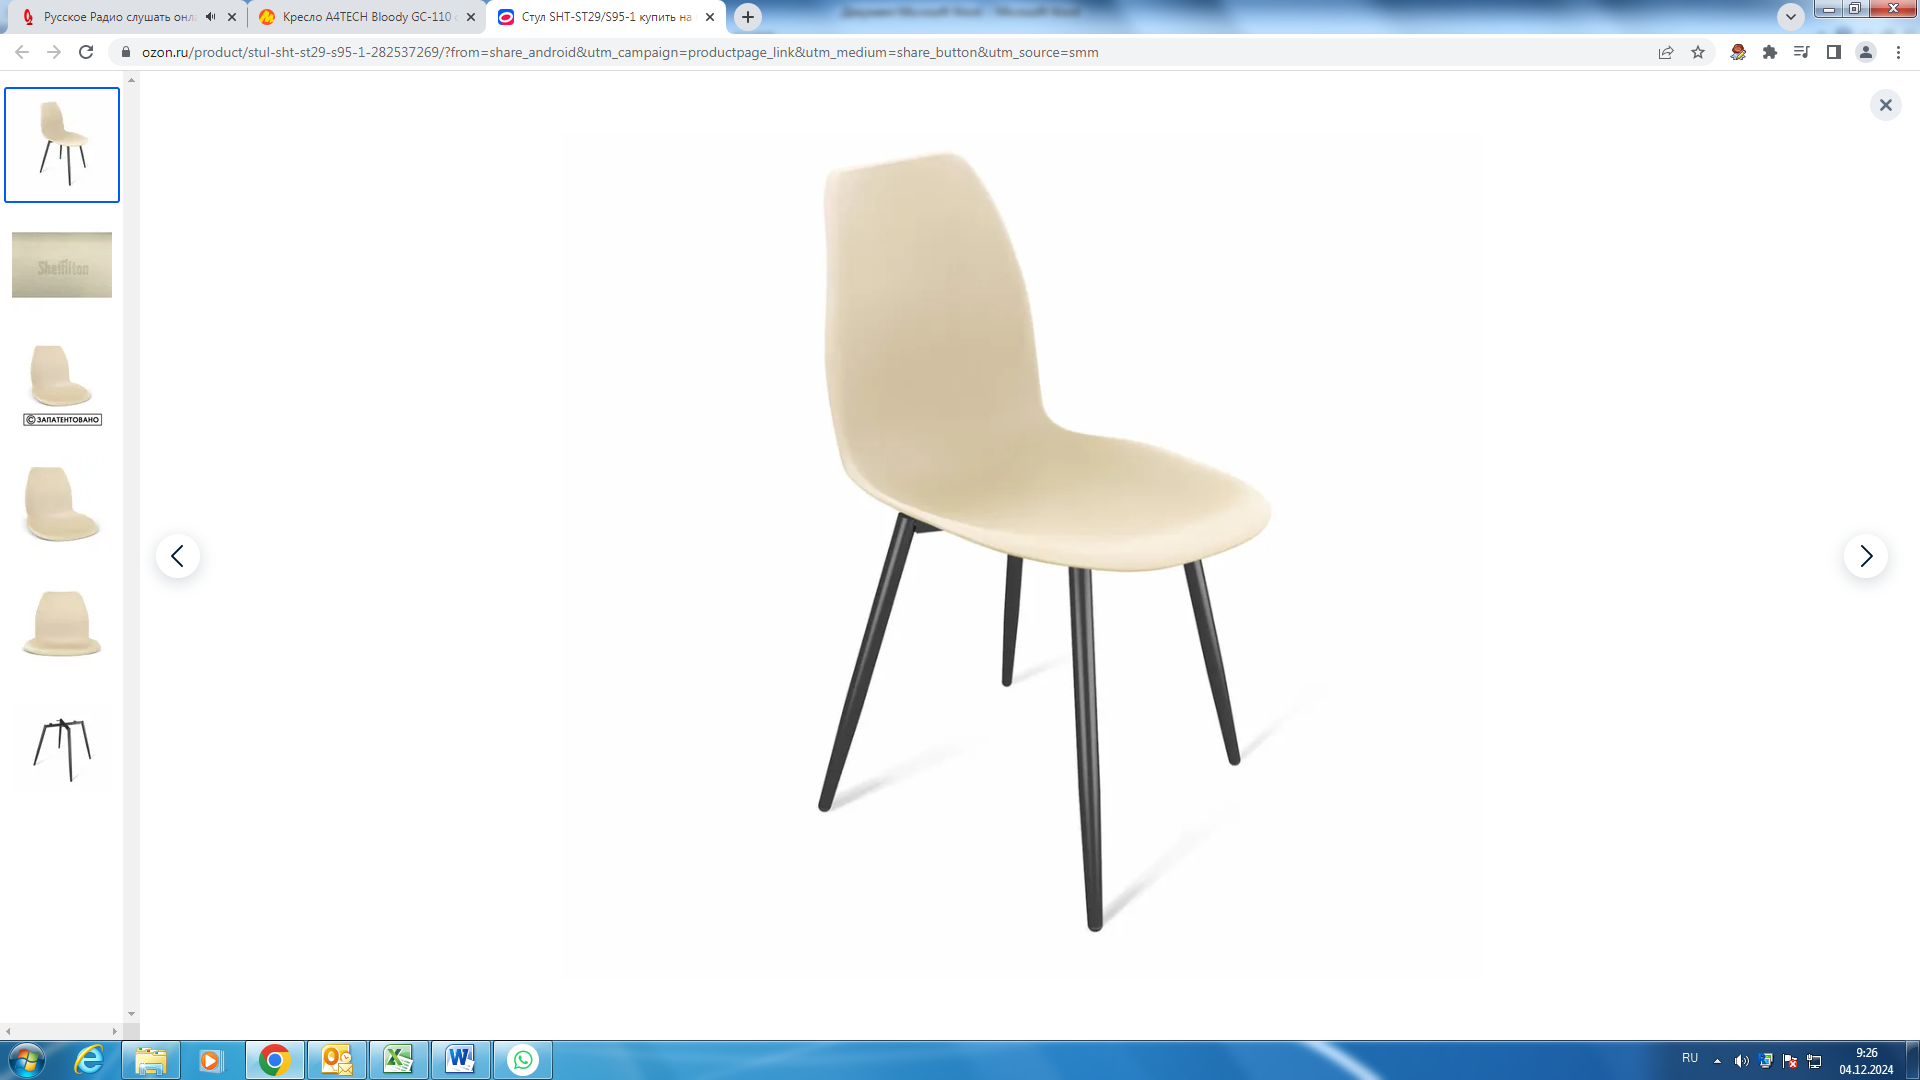 Русское Радио слушать онл
Кресло A4TECH Bloody GC-110
Стул SHT-ST29/S95-1 купить на
ozon.ru/product/stul-sht-st29-s95-1-282537269/?from=share_android&utm_campaign=productpage_link&utm_medium=share_button&utm_source=smm
Sheffilton
© ЗАПАТЕНТОВАНО
RU
9:26
04.12.2024